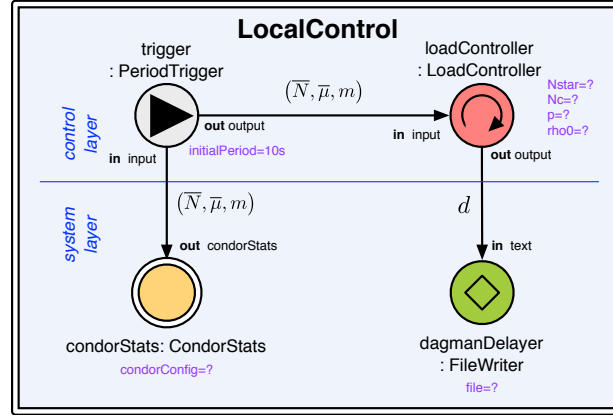 LocalControl
trigger
: PeriodTrigger
loadController
: LoadController
Nstar=?
Nc=?
p=?
rho0=?
(N̅, μ̅, m)
out output
in input
control
layer
in input
initialPeriod=10s
out output
system
layer
(N̅, μ̅, m)
d
out condorStats
in text
condorStats: CondorStats
condorConfig=?
dagmanDelayer
: FileWriter
file=?